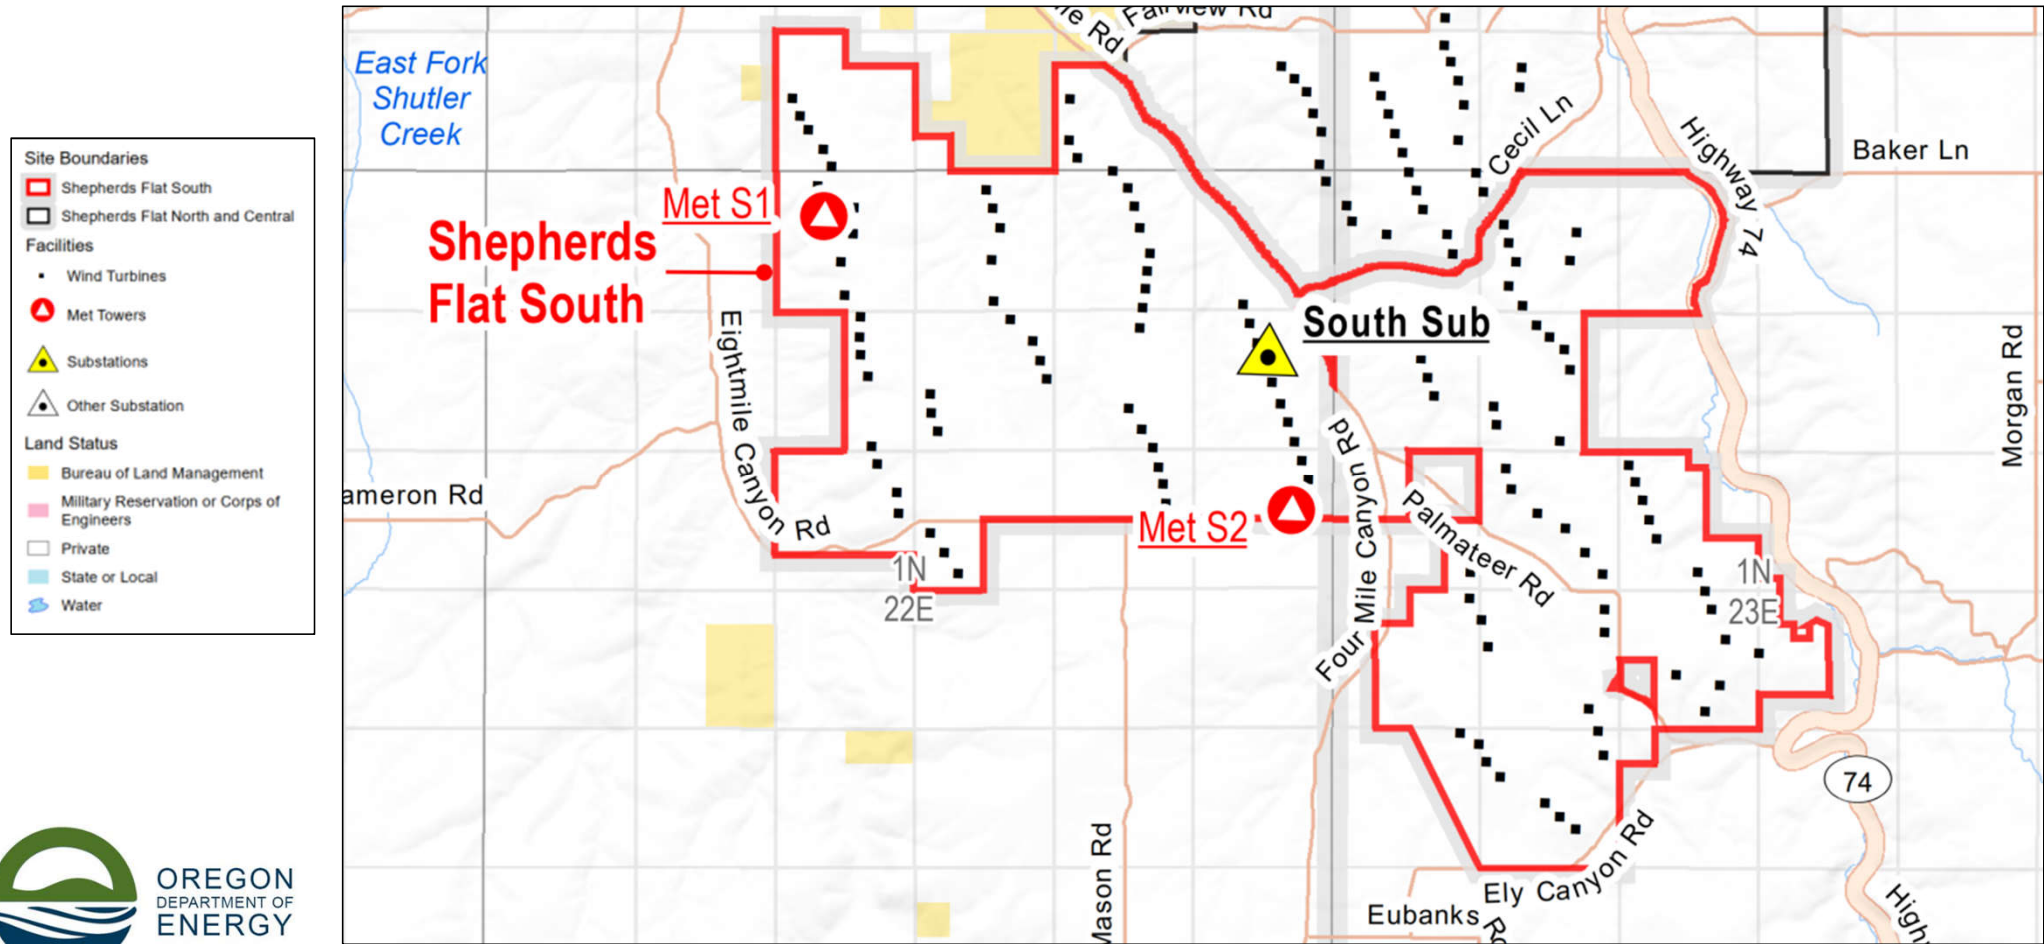 Site Boundaries
Shepherds Flat South
Shepherds Flat North and Central
Facilities
Wind Turbines
Met Towers
Substations
Other Substation
Land Status
Bureau of Land Management
Military Reservation or Corps of
Engineers
Private
State or Local
Water
OREGON
DEPARTMENT OF
ENERGY
East Fork
Shutler
Creek
Rd
Fairview Rd
Cecil Ln
Highway 74
Baker Ln
Met S1
Shepherds
Flat South
South Sub
Eightmile Canyon Rd
ameron Rd
Met S2
Four Mile Canyon Rd
Rd
Palmateer Rd
Morgan Rd
1N
22E
1N
23E
74
Mason Rd
Ely Canyon Rd
Eubanks
Rd
High